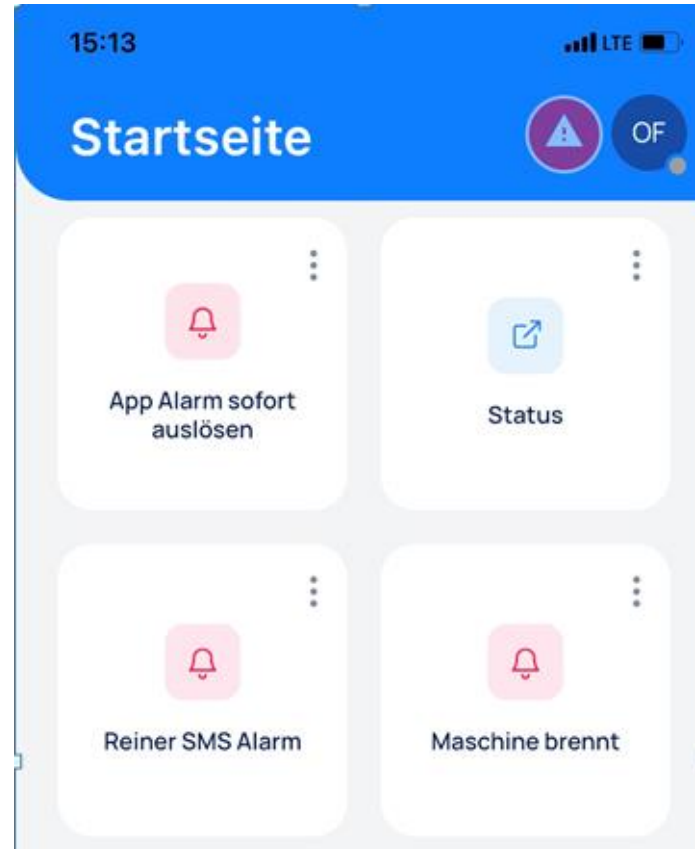 15:13
LTE
Startseite
OF
App Alarm sofort
auslösen
Status
Reiner SMS Alarm
Maschine brennt